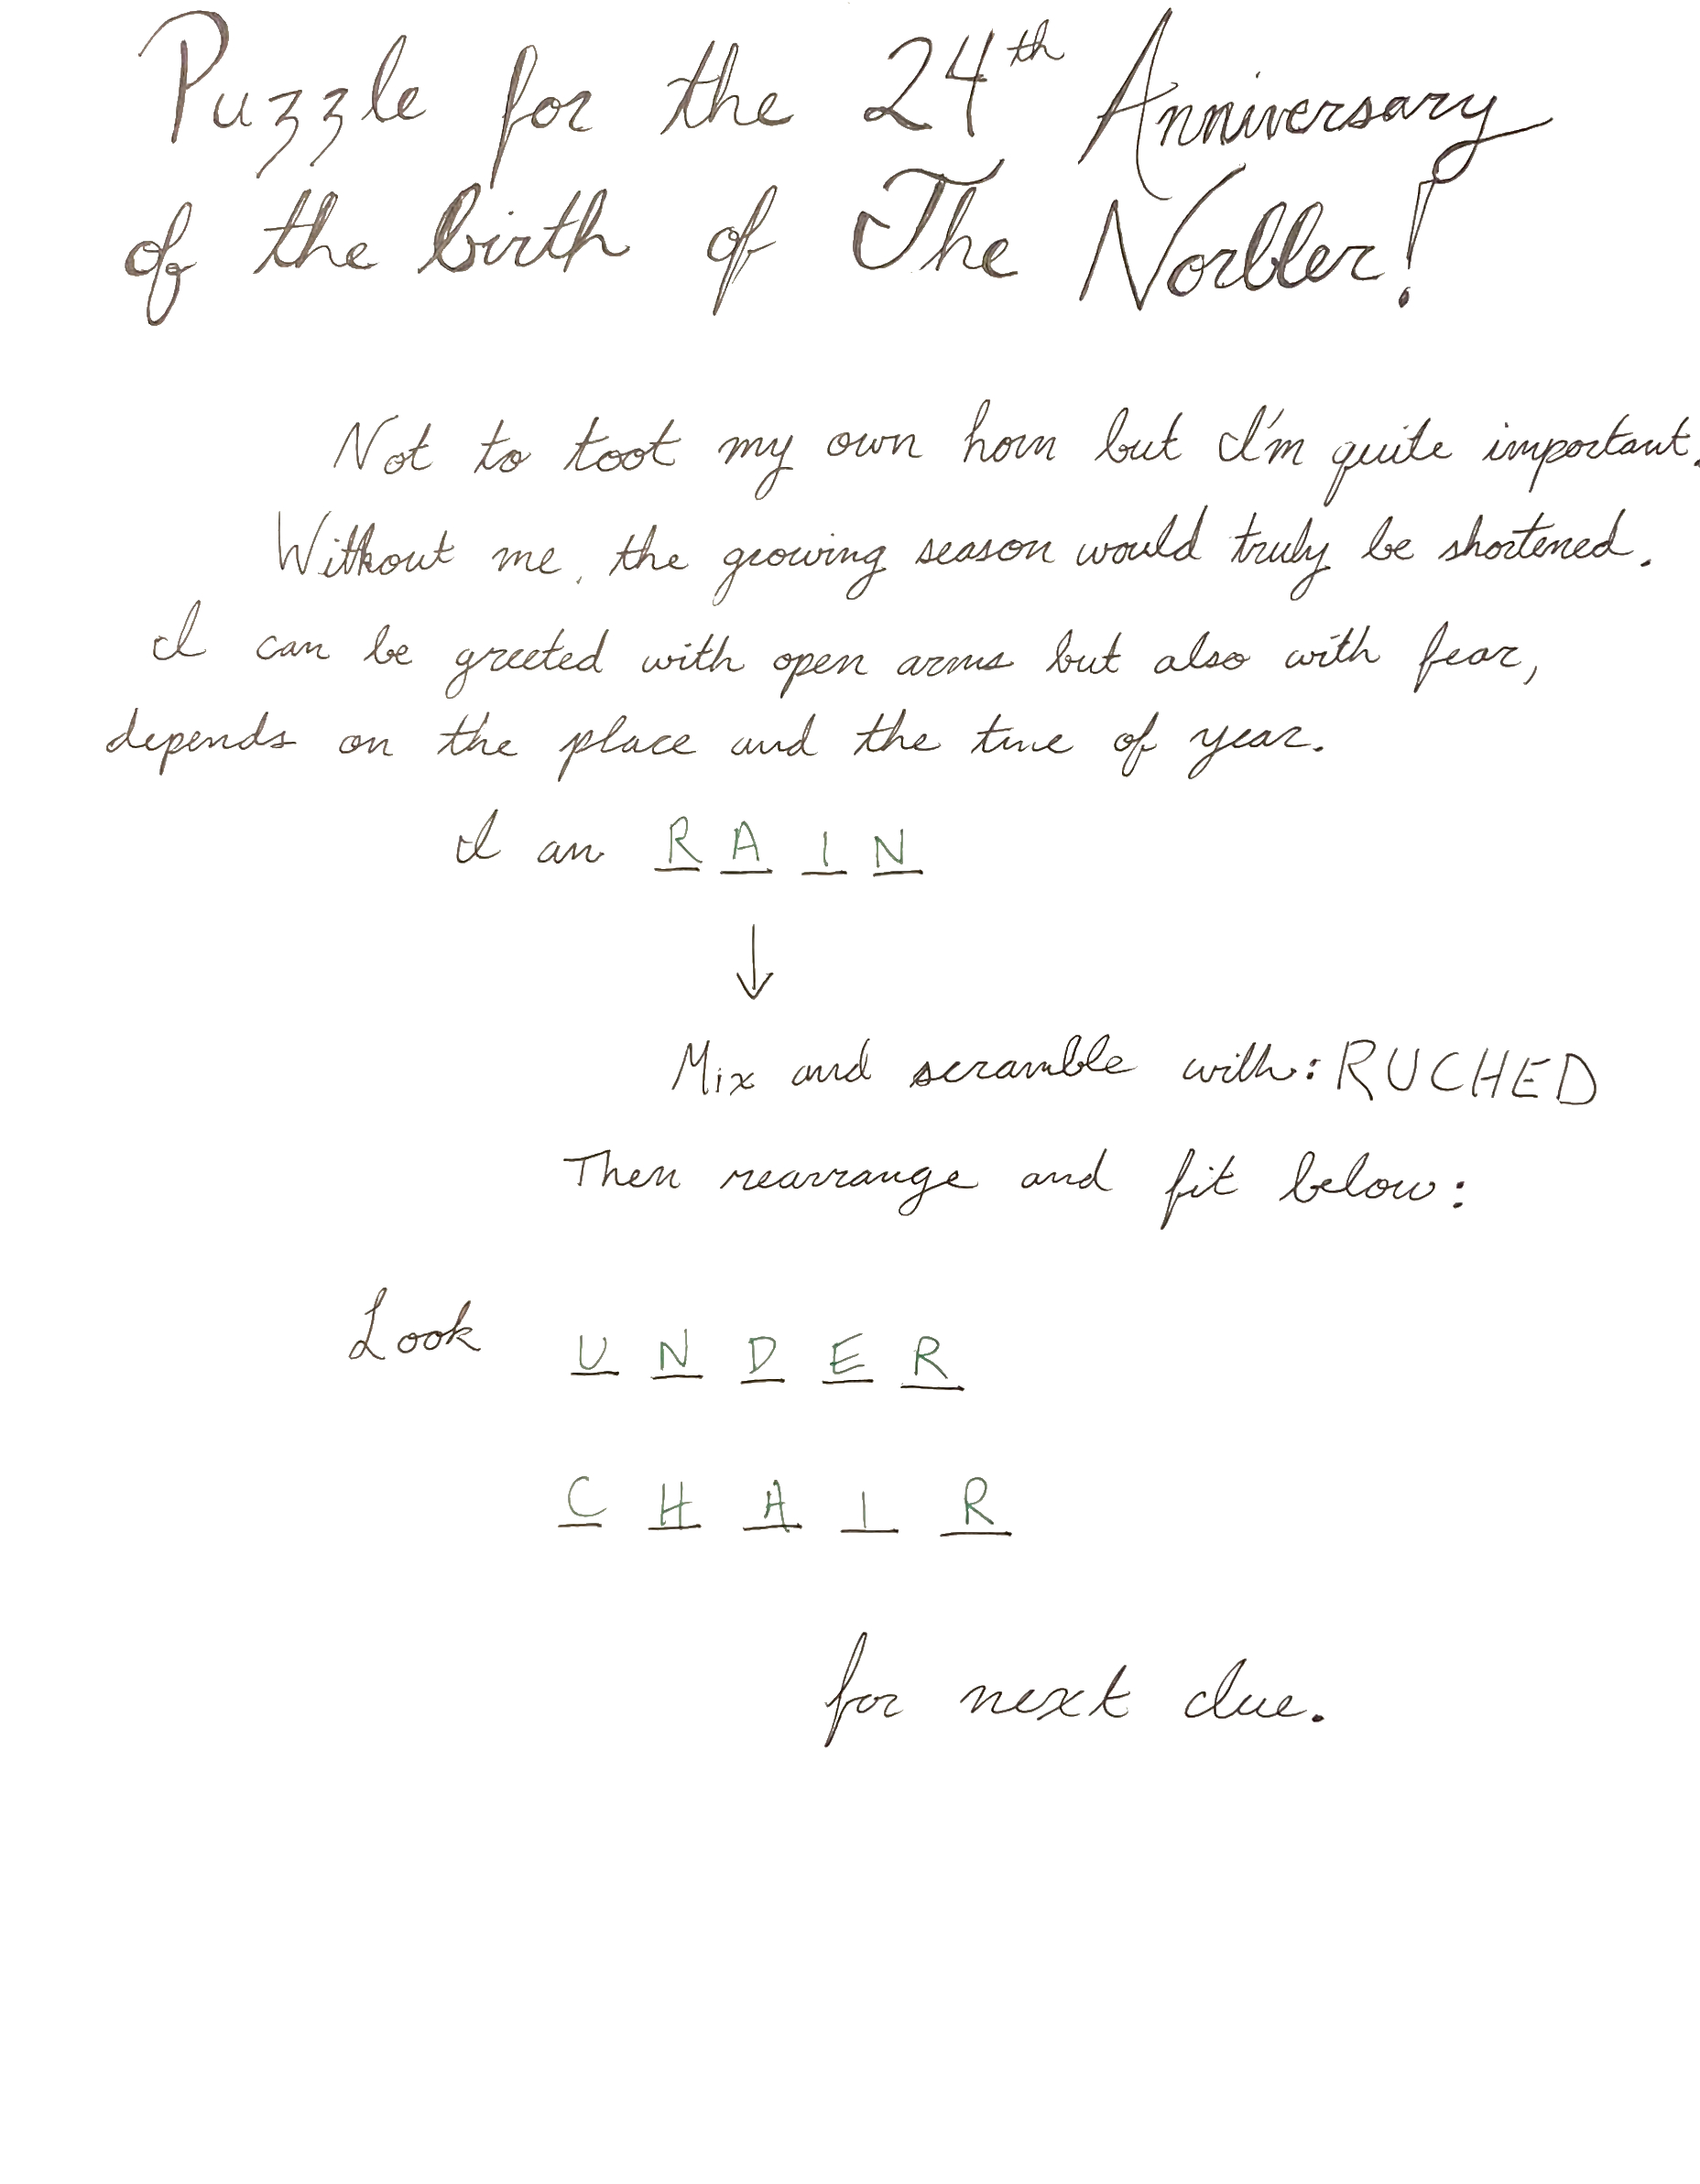 Puzzle for the 24th Anniversary
of the birth of The Norbler!
Not to toot my own horn but I'm quite important.
Without me, the growing season would truly be shortened.
I can be greeted with open arms but also with fear,
depends on the place and the time of year.
I am R A I N
↓
Mix and scramble with: RUCHED
Then rearrange and fit below:
Look U N D E R
C H A I R
for next clue.